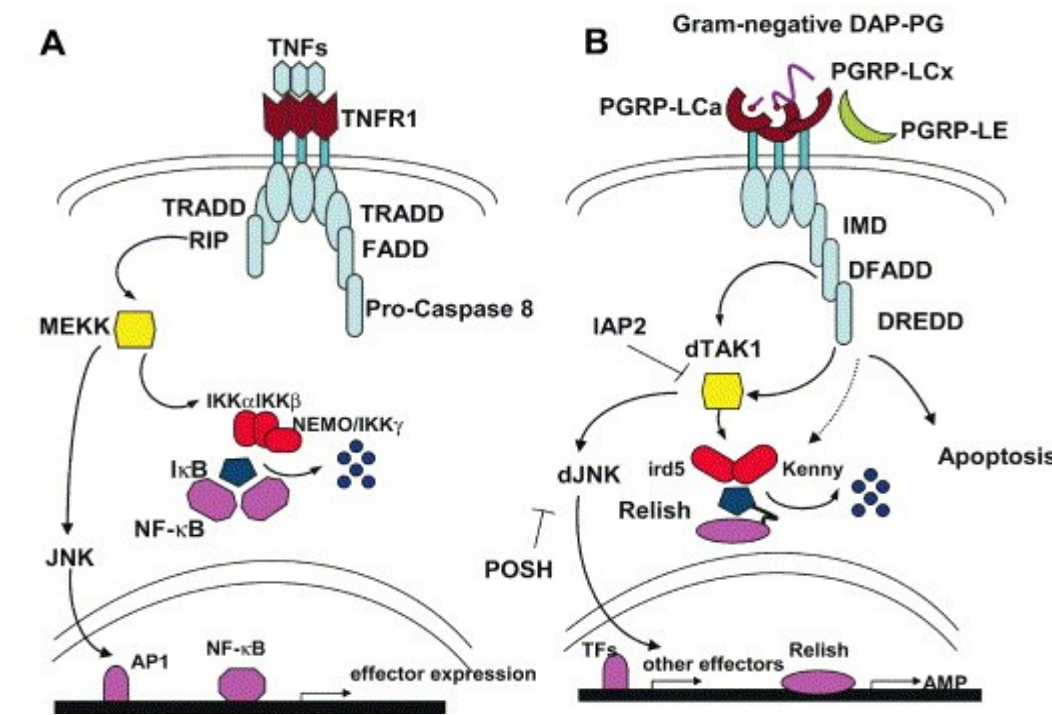 A
TNFs
TNFR1
TRADD
RIP
TRADD
FADD
Pro-Caspase 8
MEKK
IKKαIKKβ
NEMO/IKKγ
IκB
NF-κB
JNK
AP1
NF-κB
effector expression
B
Gram-negative DAP-PG
PGRP-LCx
PGRP-LCa
PGRP-LE
IMD
DFADD
DREDD
IAP2
dTAK1
Apoptosis
dJNK
ird5
Kenny
Relish
POSH
TFs
other effectors
Relish
AMP